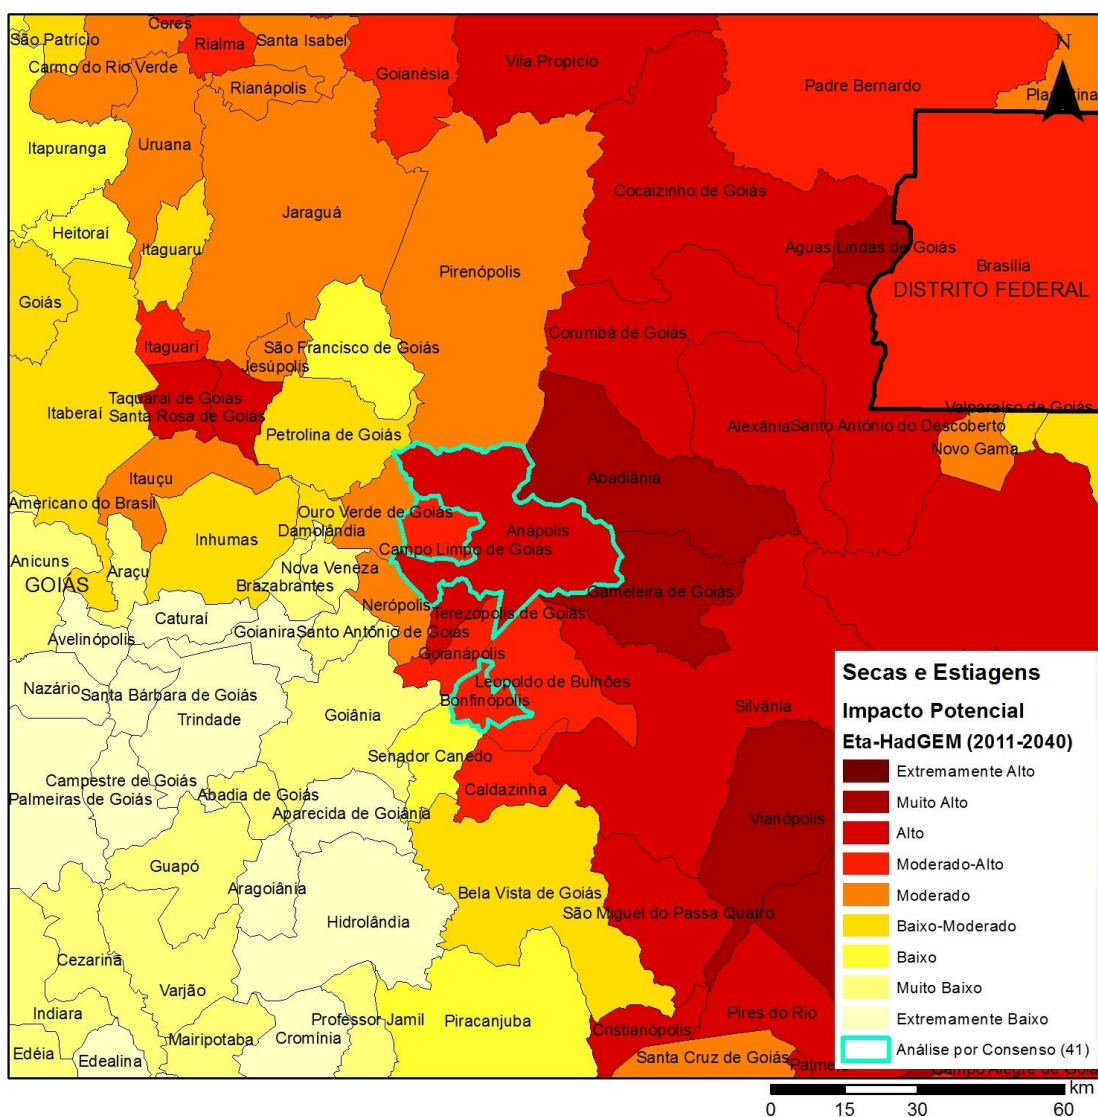 Ceres
São Patrício
Rialma
Santa Isabel
Vila Propício
N
Carmo do Rio Verde
Goianésia
Rianápolis
Padre Bernardo
Itapuranga
Uruana
Cocalzinho de Goiás
Jaraguá
Heitoraí
Itaguaru
Águas Lindas de Goiás
Pirenópolis
Brasília
DISTRITO FEDERAL
Goiás
Corumbá de Goiás
Itaguari
São Francisco de Goiás
Jesúpolis
Taquaral de Goiás
Santa Rosa de Goiás
Itaberaí
Valparaíso de Goiás
Alexânia
Santo Antônio do Descoberto
Petrolina de Goiás
Novo Gama
Itauçu
Abadiânia
Americano do Brasil
Ouro Verde de Goiás
Damolândia
Anápolis
Inhumas
Campo Limpo de Goiás
Anicuns
Nova Veneza
Araçu
GOIÁS
Brazabrantes
Gameleira de Goiás
Nerópolis
Terezópolis de Goiás
Caturaí
Goianira
Santo Antônio de Goiás
Avelinópolis
Goianápolis
Nazário
Santa Bárbara de Goiás
Leopoldo de Bulhões
Bonfinópolis
Trindade
Goiânia
Silvânia
Senador Canedo
Campestre de Goiás
Caldazinha
Palmeiras de Goiás
Abadia de Goiás
Aparecida de Goiânia
Vianópolis
Guapó
Aragoiânia
Bela Vista de Goiás
São Miguel do Passa Quatro
Hidrolândia
Cezarina
Varjão
Indiara
Professor Jamil
Piracanjuba
Pires do Rio
Cristianópolis
Mairipotaba
Cromínia
Edéia
Edealina
Santa Cruz de Goiás
Secas e Estiagens
Impacto Potencial
Eta-HadGEM (2011-2040)
Extremamente Alto
Muito Alto
Alto
Moderado-Alto
Moderado
Baixo-Moderado
Baixo
Muito Baixo
Extremamente Baixo
Análise por Consenso (41)
km
0 15 30 60